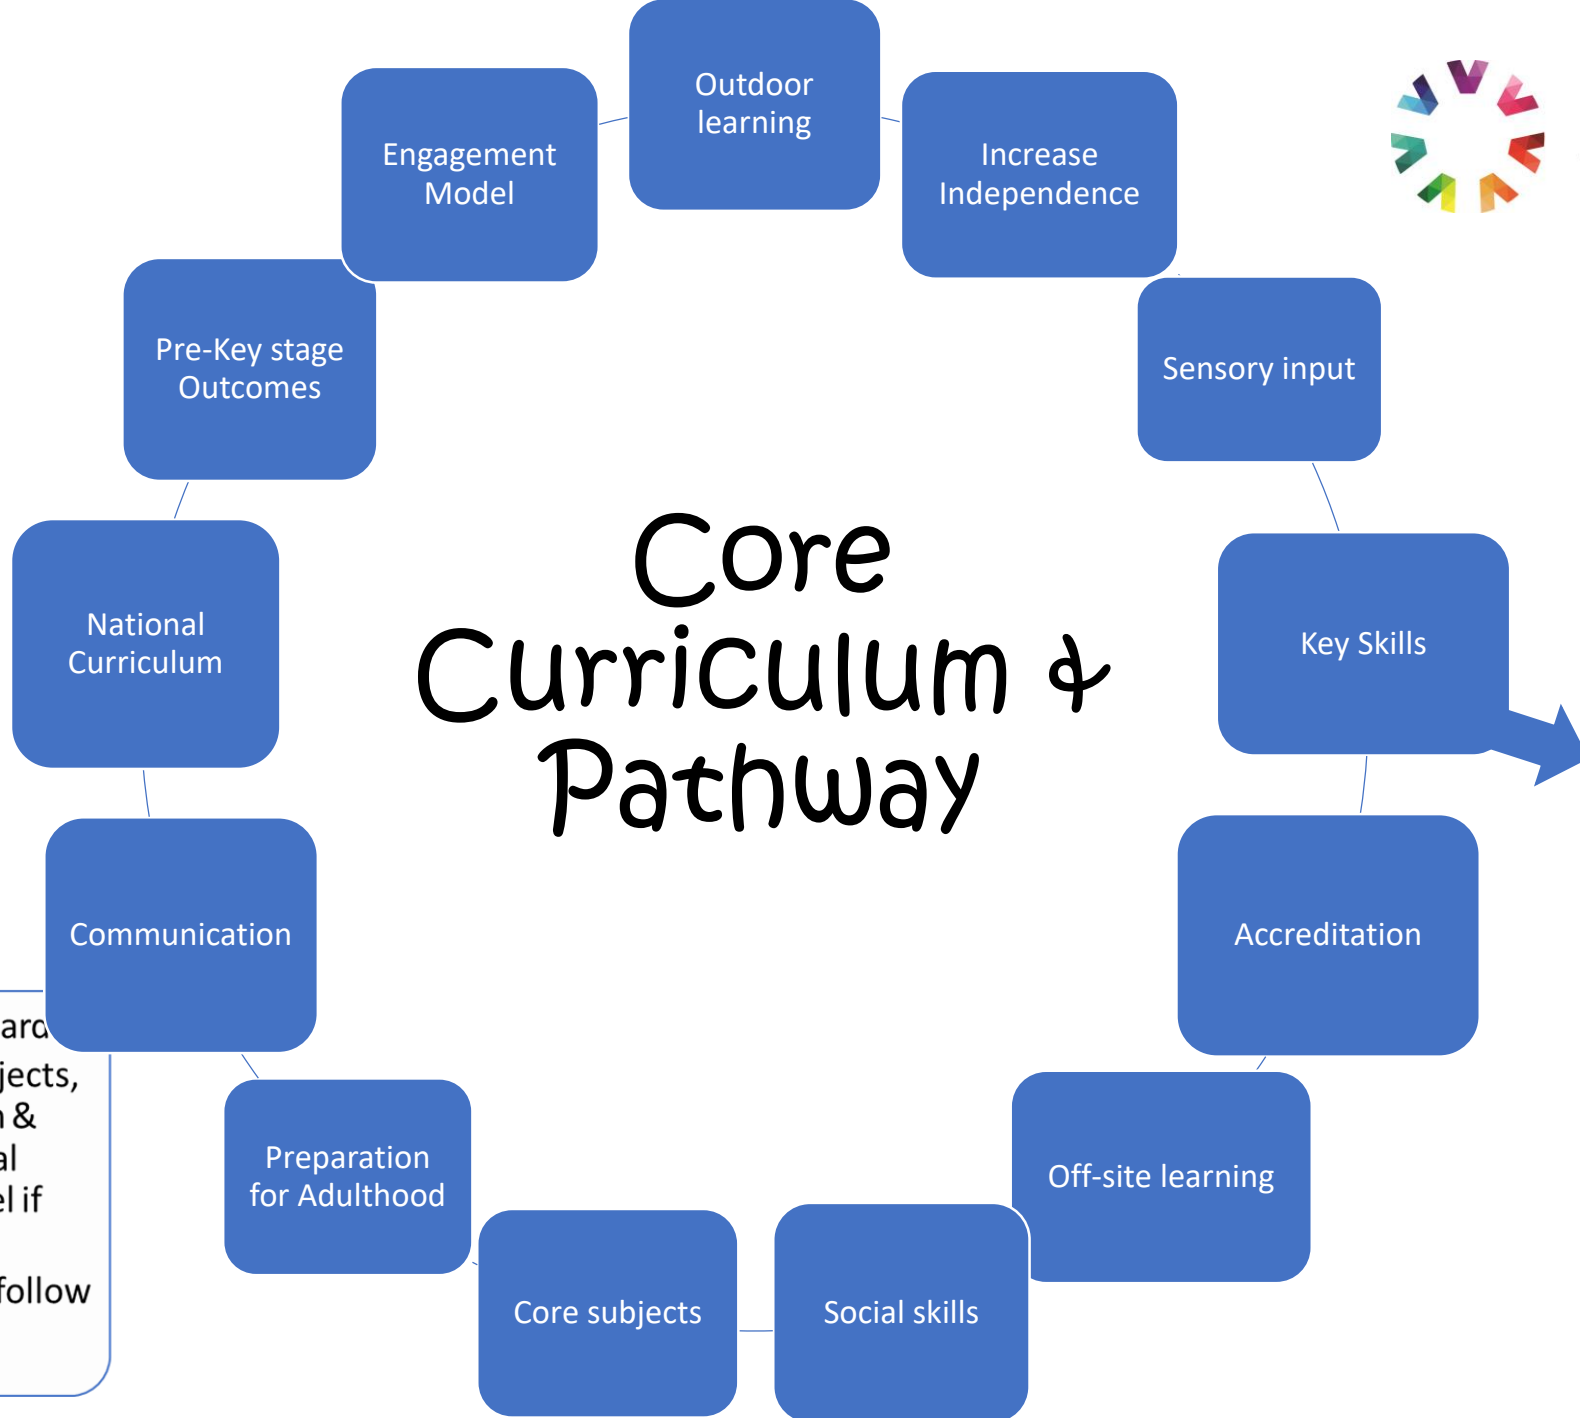 Outdoor
learning
Increase
Independence
Sensory input
Key Skills
Accreditation
Off-site learning
Social skills
Core subjects
Preparation
for Adulthood
Communication
National
Curriculum
Pre-Key stage
Outcomes
Engagement
Model
Core
Curriculum &
Pathway
&
if
follow